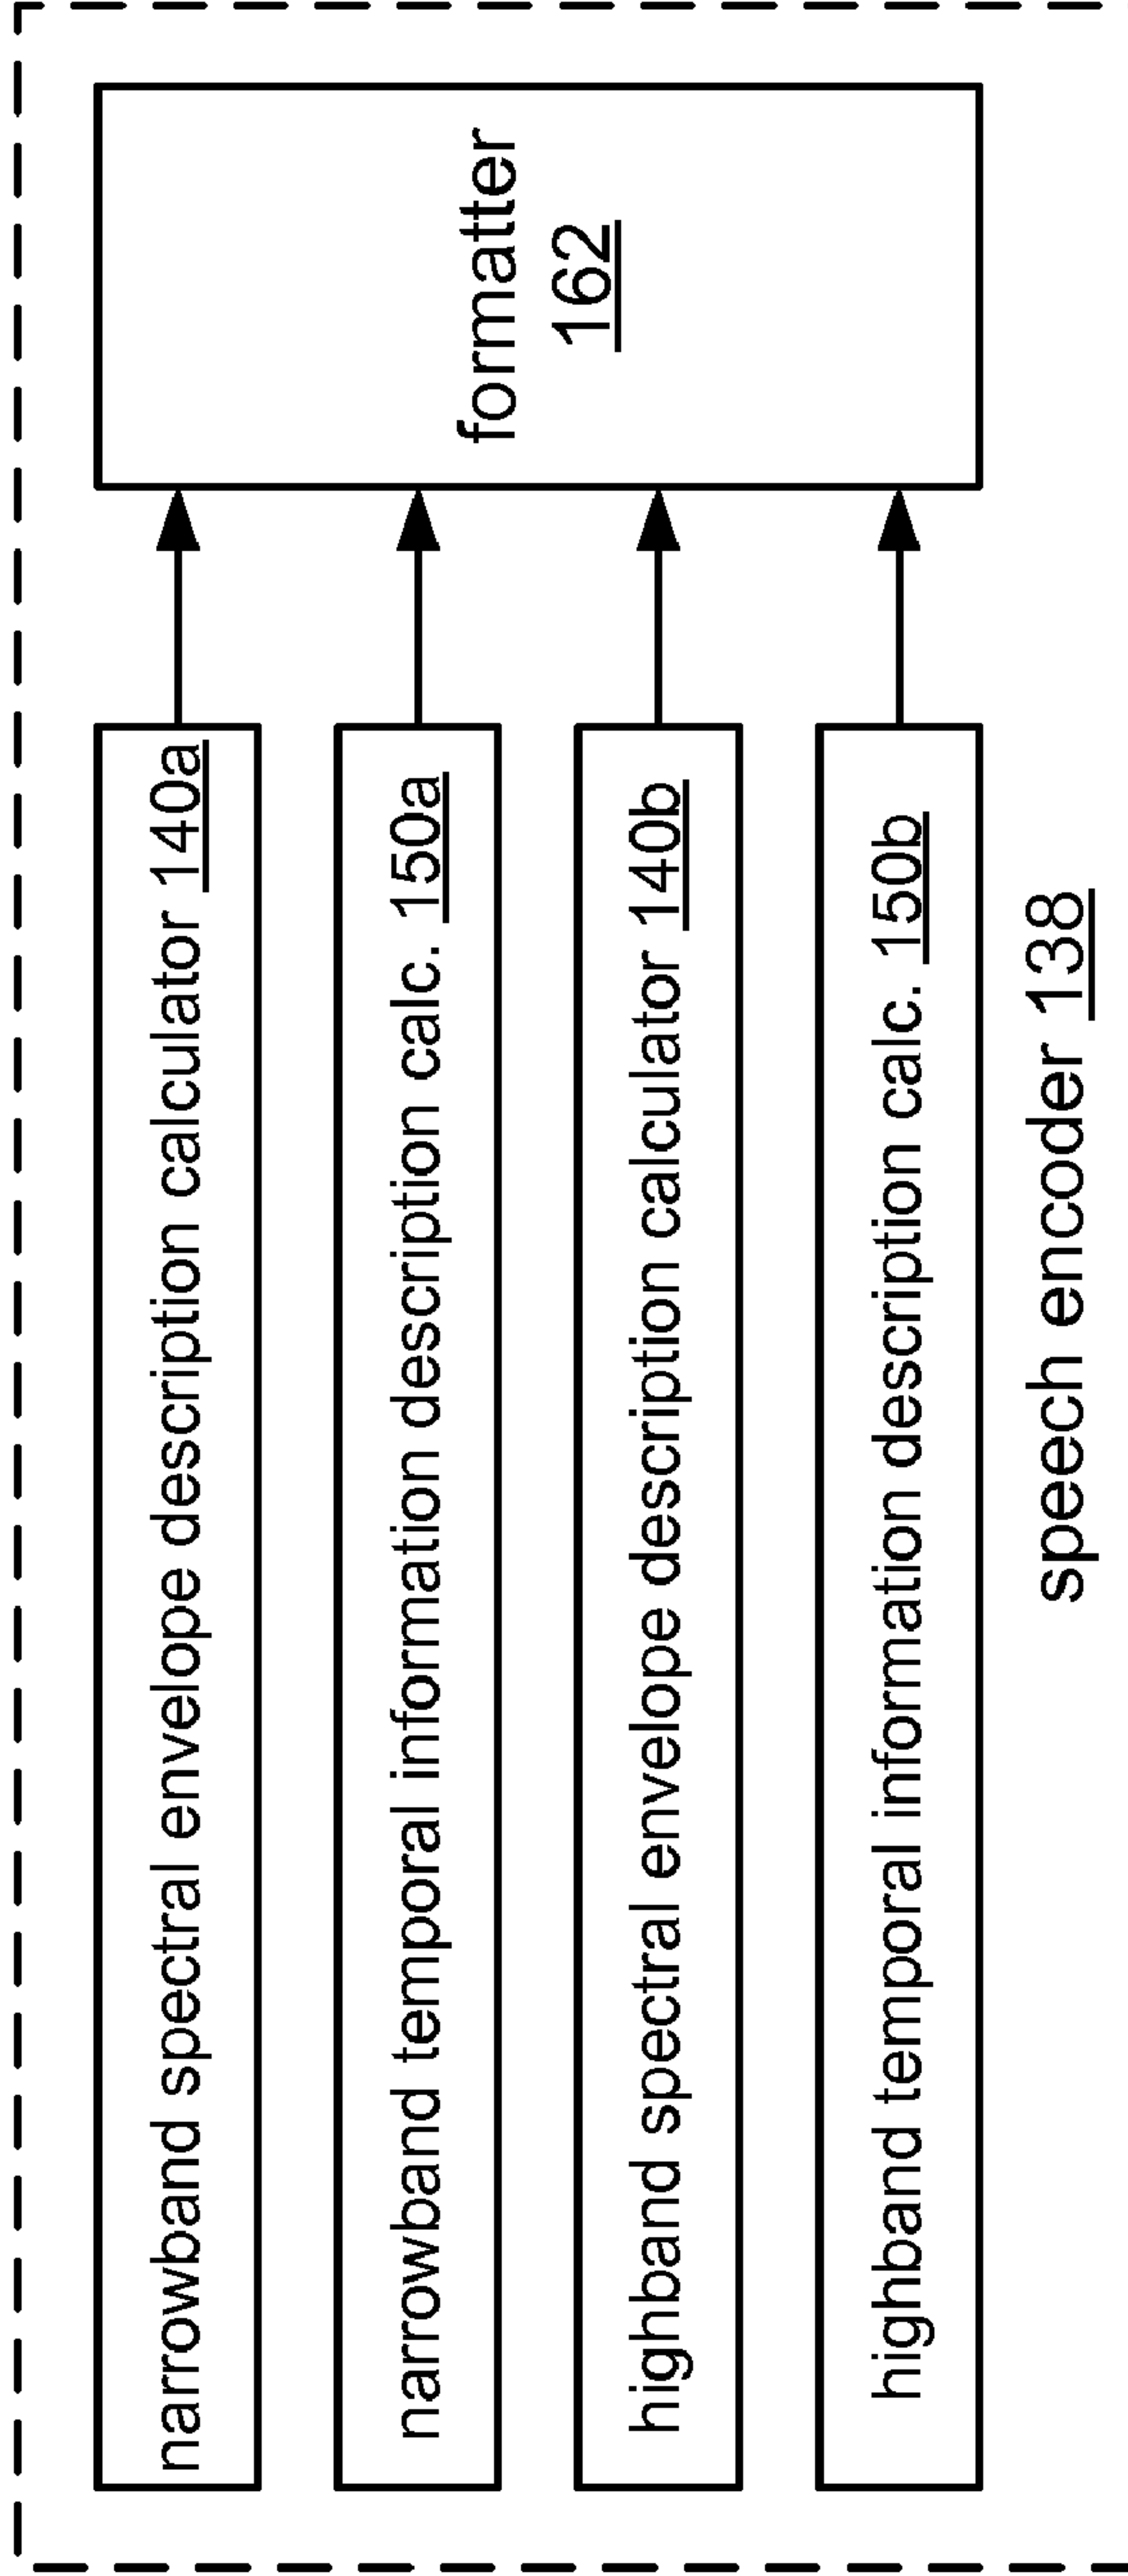 narrowband spectral envelope description calculator 140a
narrowband temporal information description calc. 150a
highband spectral envelope description calculator 140b
highband temporal information description calc. 150b
formatter
162
speech encoder 138